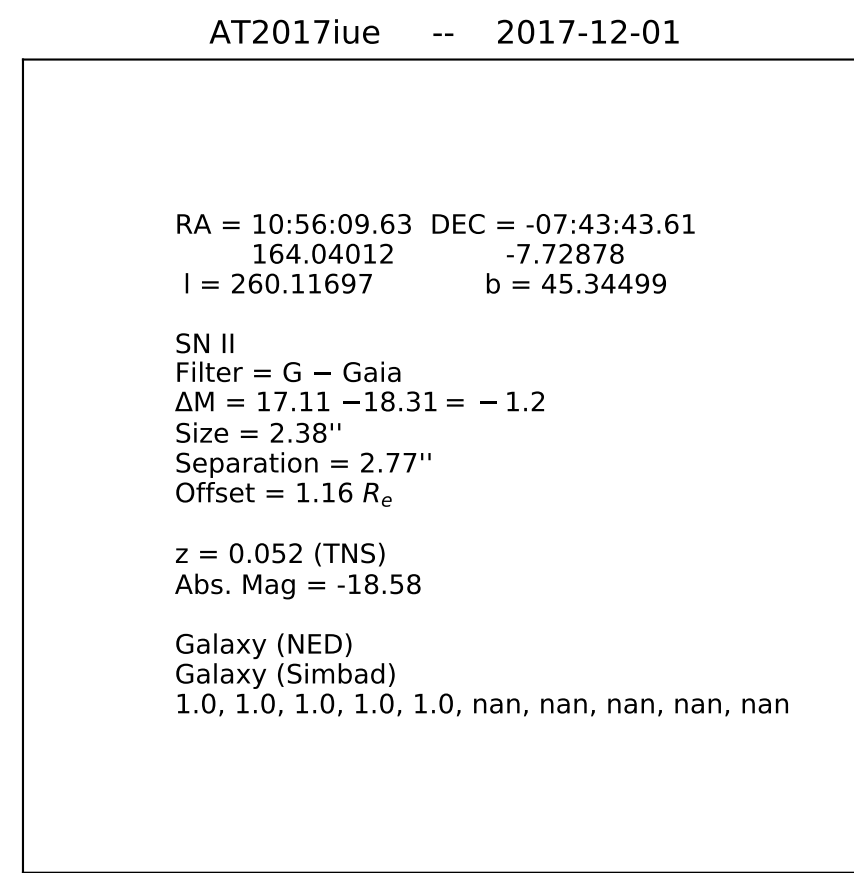 AT2017iue -- 2017-12-01
RA = 10:56:09.63 DEC = -07:43:43.61
164.04012 -7.72878
l = 260.11697 b = 45.34499
SN II
Filter = G − Gaia
ΔM = 17.11 −18.31 = − 1.2
Size = 2.38''
Separation = 2.77''
Offset = 1.16 Rₑ
z = 0.052 (TNS)
Abs. Mag = -18.58
Galaxy (NED)
Galaxy (Simbad)
1.0, 1.0, 1.0, 1.0, 1.0, nan, nan, nan, nan, nan